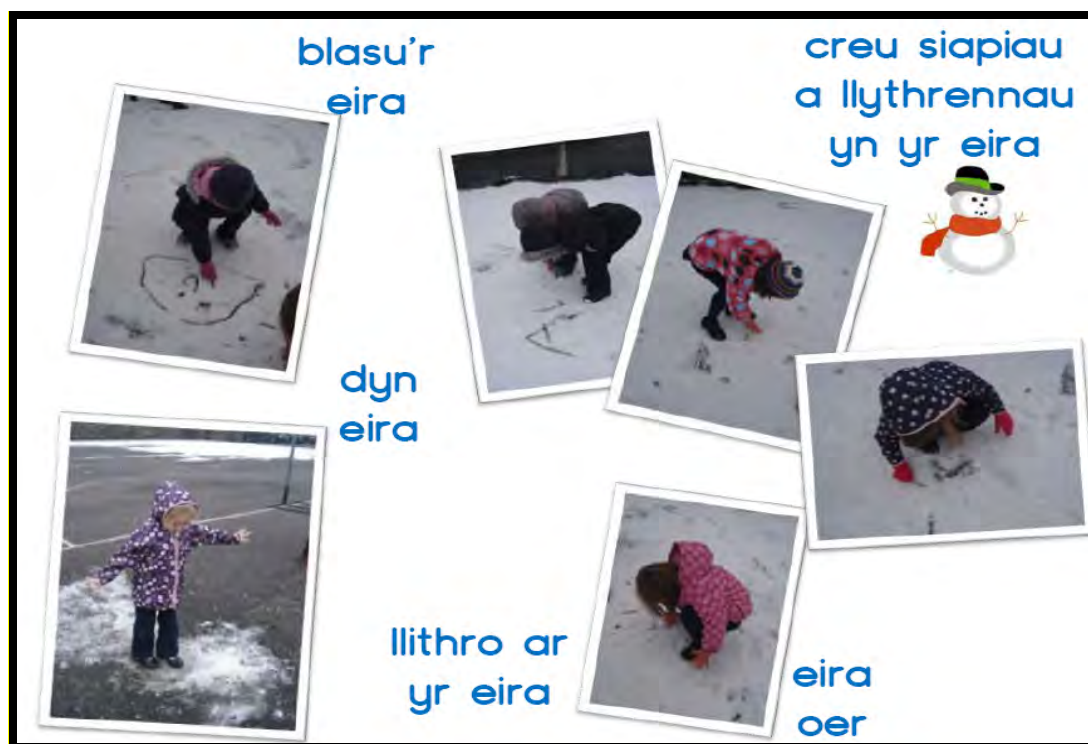 blasu'r
eira
creu siapiau
a llythrennau
yn yr eira
dyn
eira
llithro ar
yr eira
eira
oer